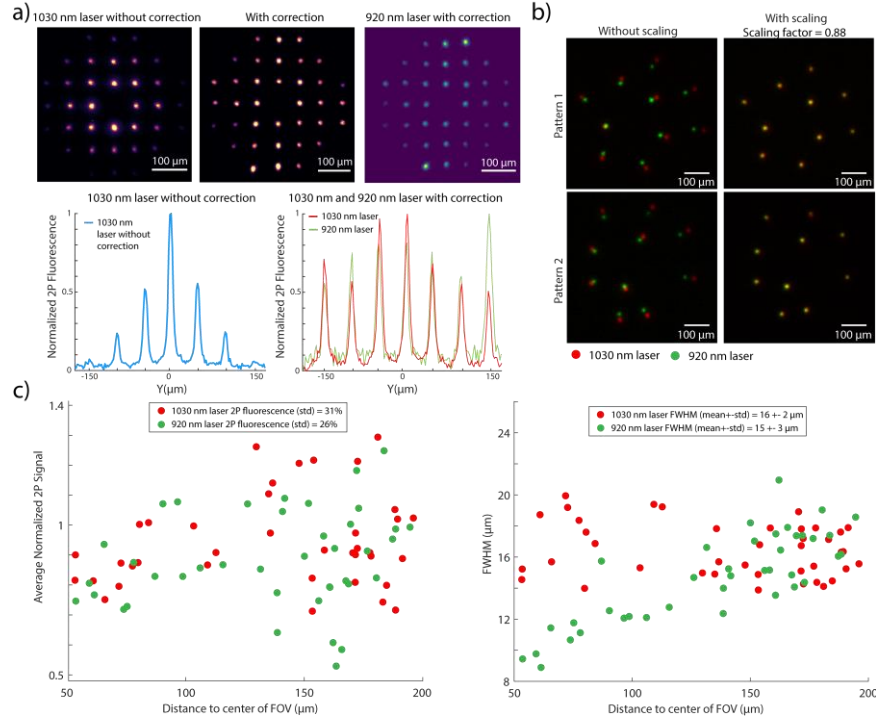 a)
1030 nm laser without correction
With correction
920 nm laser with correction
100 µm
100 µm
100 µm
1030 nm laser without correction
Normalized 2P Fluorescence
1
0.5
0
1030 nm
laser without
correction
-150
0
150
Y(µm)
1030 nm and 920 nm laser with correction
Normalized 2P Fluorescence
1
0.5
0
1030 nm laser
920 nm laser
-150
0
150
Y(µm)
b)
Without scaling
With scaling
Scaling factor = 0.88
Pattern 1
100 µm
100 µm
Pattern 2
100 µm
100 µm
1030 nm laser
920 nm laser
c)
Average Normalized 2P Signal
1.4
1
0.5
1030 nm laser 2P fluorescence (std) = 31%
920 nm laser 2P fluorescence (std) = 26%
50
100
150
200
Distance to center of FOV (µm)
FWHM (µm)
24
20
16
12
8
1030 nm laser FWHM (mean+-std) = 16 +- 2 µm
920 nm laser FWHM (mean+-std) = 15 +- 3 µm
50
100
150
200
Distance to center of FOV (µm)